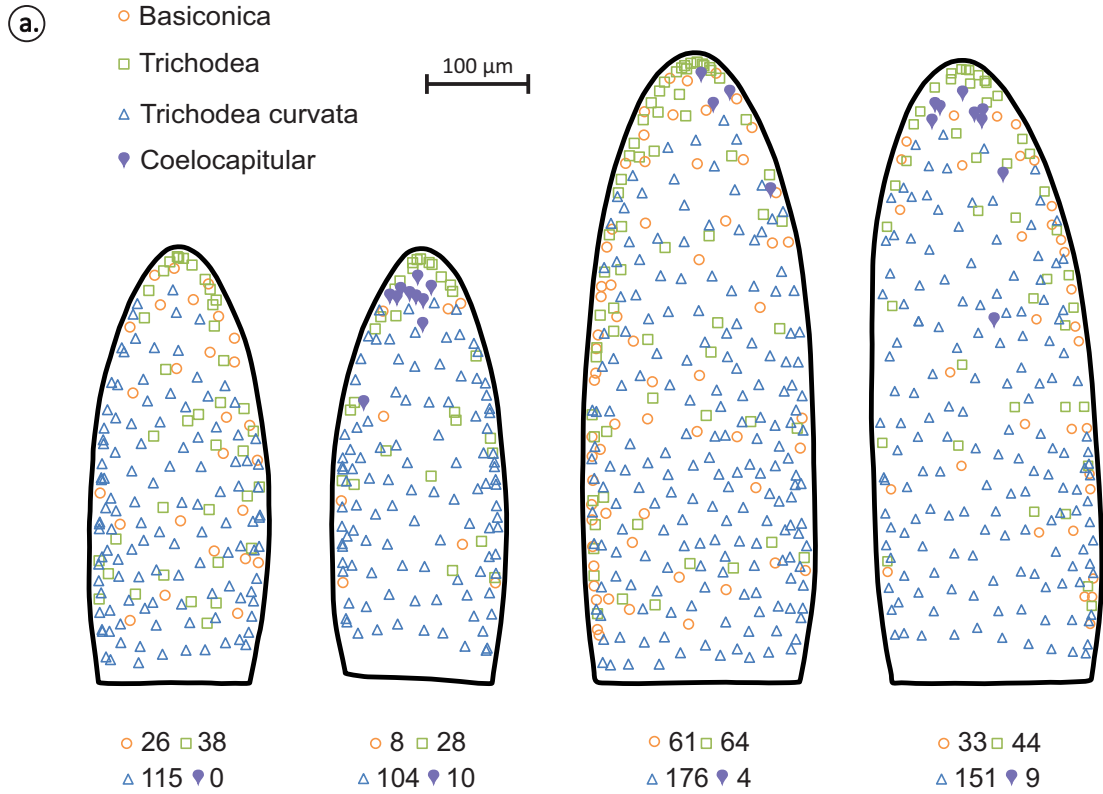 a.
Basiconica
Trichodea
Trichodea curvata
Coelocapitular
100 µm
26 38
115 0
8 28
104 10
61 64
176 4
33 44
151 9